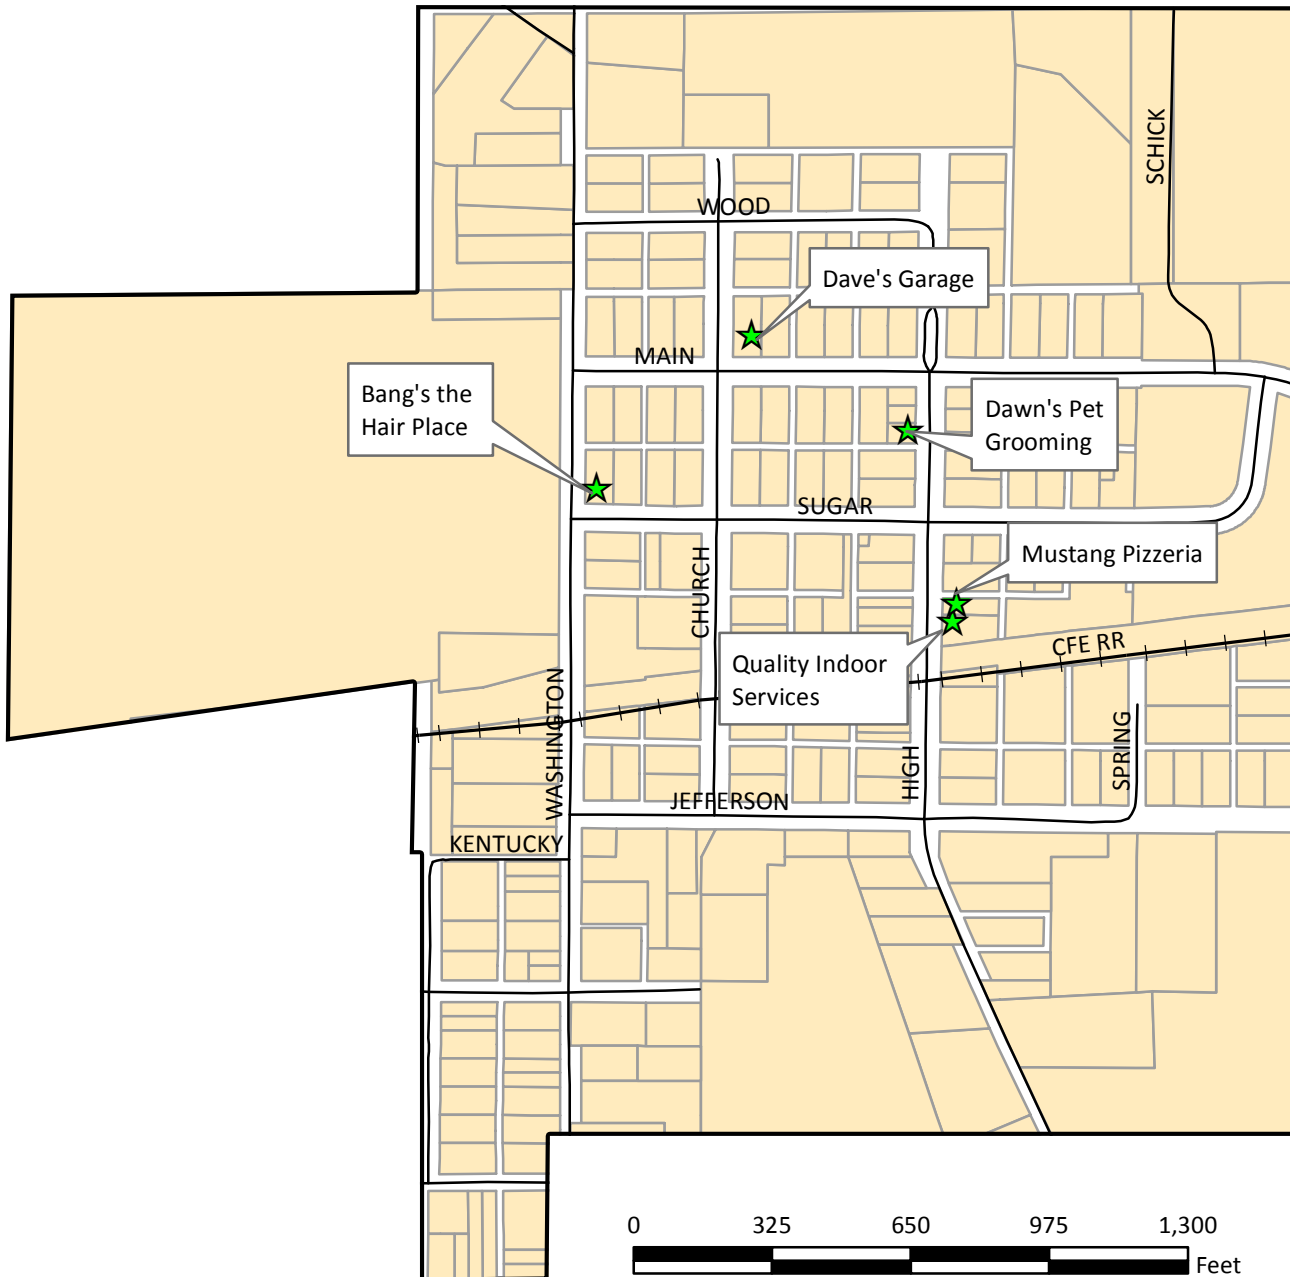 SCHICK
WOOD
Dave's Garage
MAIN
Bang's the
Hair Place
Dawn's Pet
Grooming
SUGAR
Mustang Pizzeria
CHURCH
CFE RR
Quality Indoor
Services
WASHINGTON
HIGH
SPRING
JEFFERSON
KENTUCKY
0 325 650 975 1,300
Feet